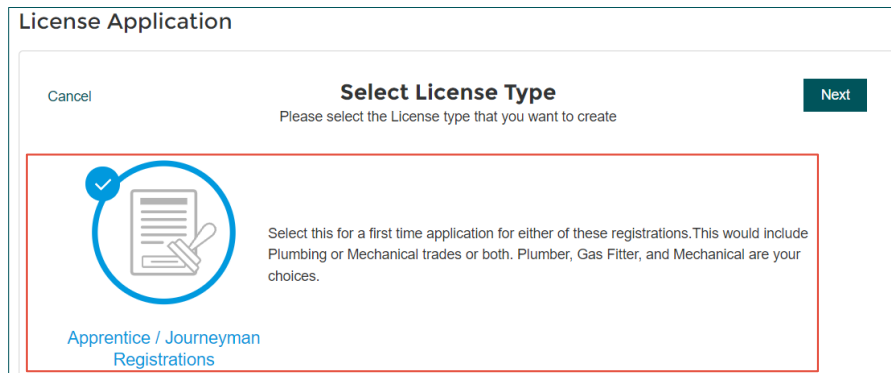 License Application
Cancel
Select License Type
Next
Please select the License type that you want to create
Select this for a first time application for either of these registrations.This would include
Plumbing or Mechanical trades or both. Plumber, Gas Fitter, and Mechanical are your
choices.
Apprentice / Journeyman
Registrations